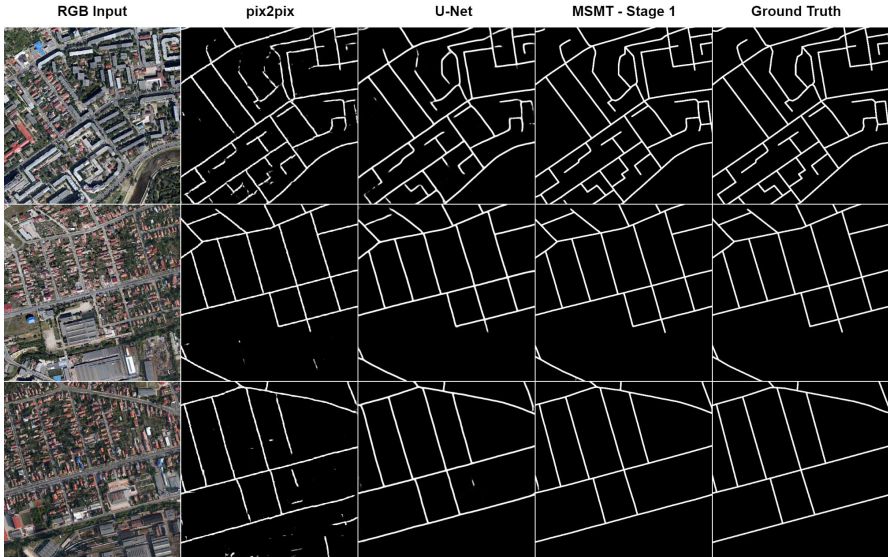 RGB Input
pix2pix
U-Net
MSMT - Stage 1
Ground Truth